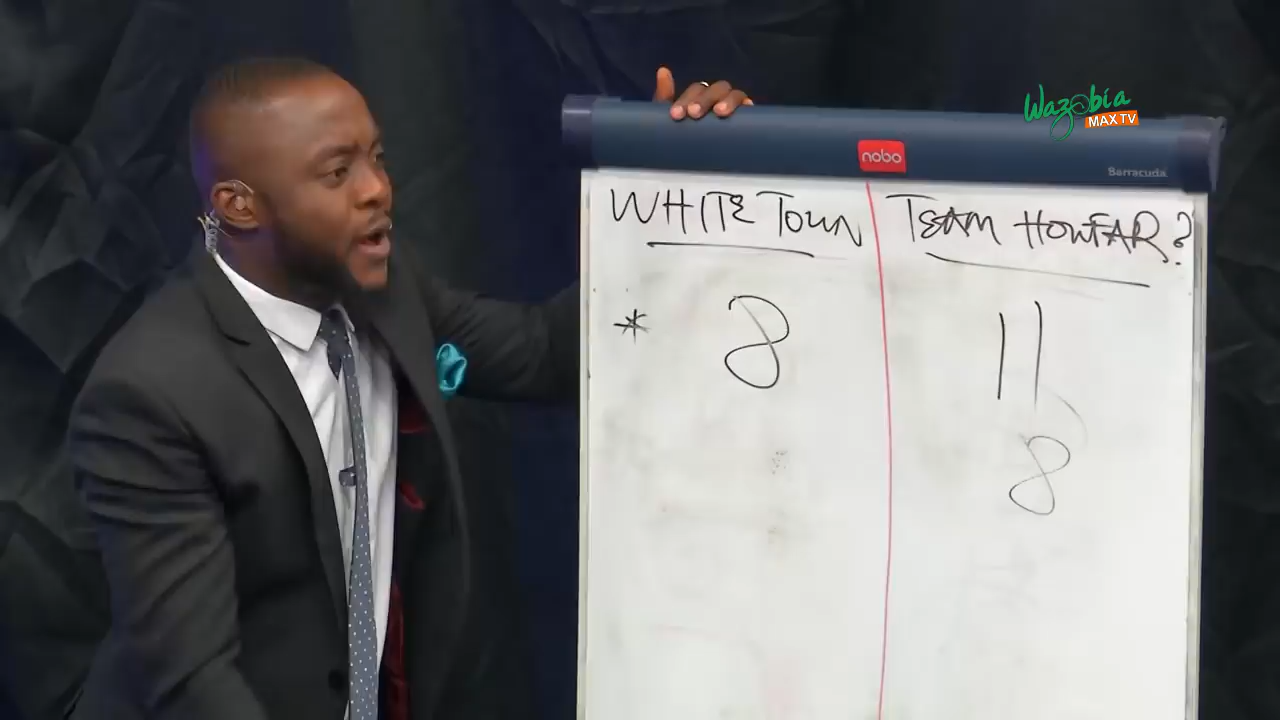 Wazobia
MAX TV
nobo
Barracuda
WHITE TOWN
TEAM HOWFAR?
* 8
11
8